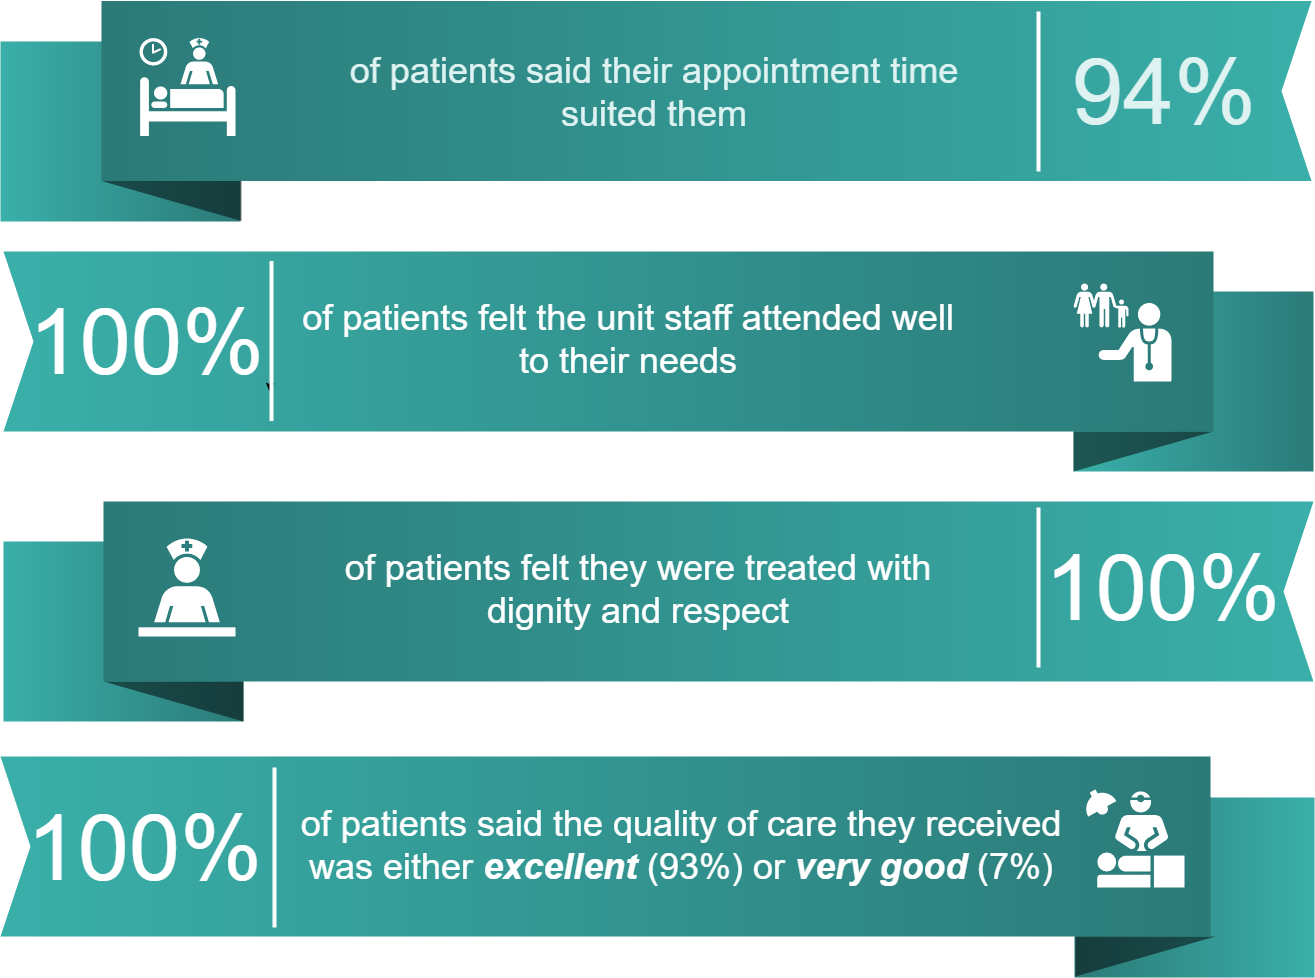 of patients said their appointment time
suited them
94%
100%
of patients felt the unit staff attended well
to their needs
of patients felt they were treated with
dignity and respect
100%
100%
of patients said the quality of care they received
was either excellent (93%) or very good (7%)